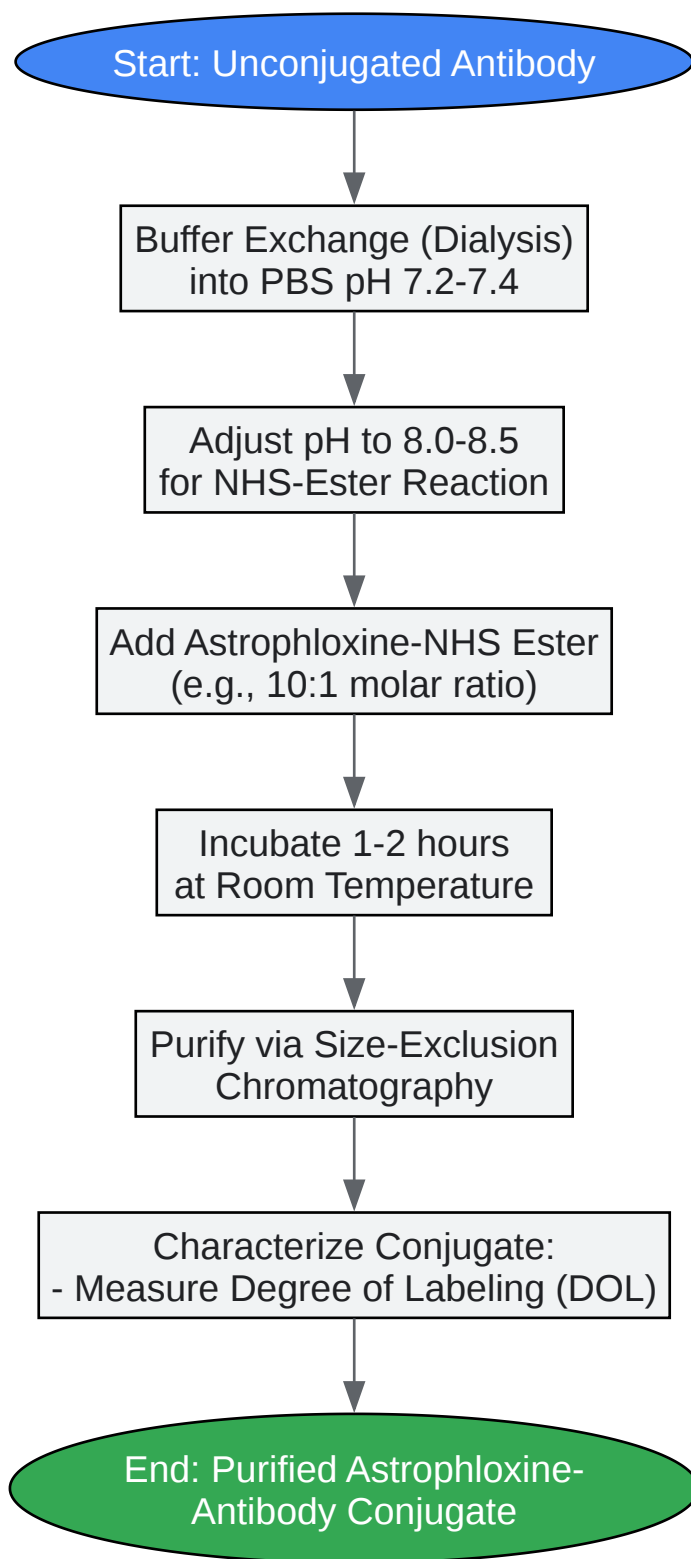 Start: Unconjugated Antibody
Buffer Exchange (Dialysis)
into PBS pH 7.2-7.4
Adjust pH to 8.0-8.5
for NHS-Ester Reaction
Add Astrophloxine-NHS Ester
(e.g., 10:1 molar ratio)
Incubate 1-2 hours
at Room Temperature
Purify via Size-Exclusion
Chromatography
Characterize Conjugate:
- Measure Degree of Labeling (DOL)
End: Purified Astrophloxine-
Antibody Conjugate